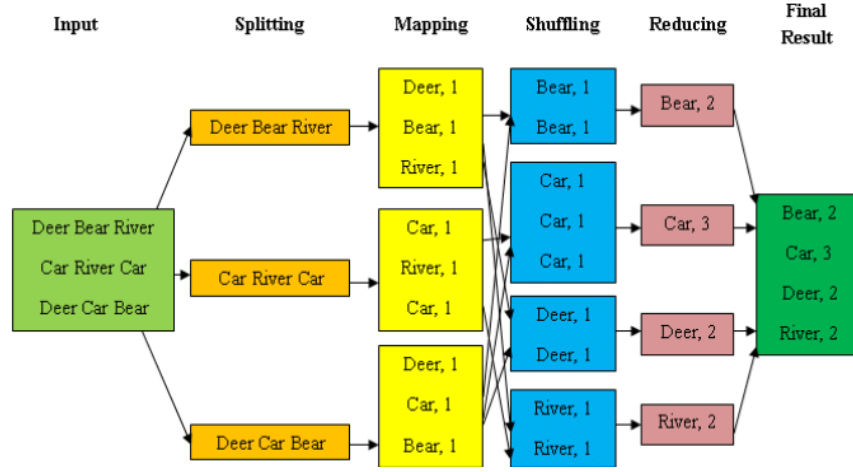 Input
Splitting
Mapping
Shuffling
Reducing
Final
Result
Deer Bear River
Car River Car
Deer Car Bear
Deer Bear River
Car River Car
Deer Car Bear
Deer, 1
Bear, 1
River, 1
Car, 1
River, 1
Car, 1
Deer, 1
Car, 1
Bear, 1
Bear, 1
Bear, 1
Car, 1
Car, 1
Car, 1
Deer, 1
Deer, 1
River, 1
River, 1
Bear, 2
Car, 3
Deer, 2
River, 2
Bear, 2
Car, 3
Deer, 2
River, 2